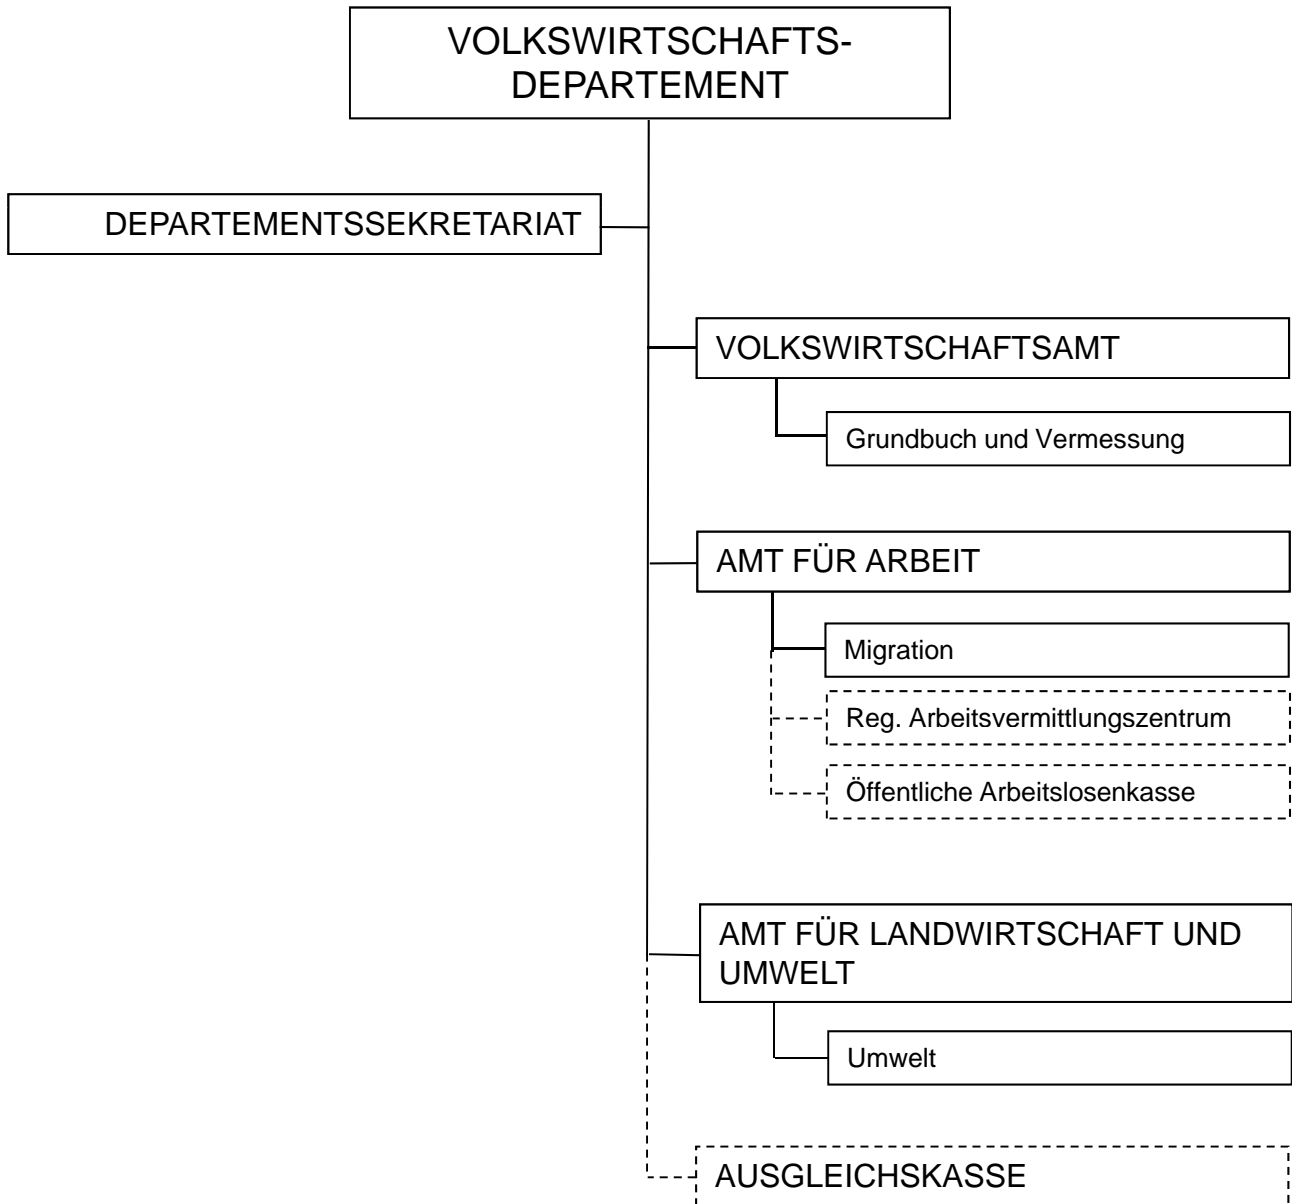 VOLKSWIRTSCHAFTS-
DEPARTEMENT
DEPARTEMENTSSEKRETARIAT
VOLKSWIRTSCHAFTSAMT
Grundbuch und Vermessung
AMT FÜR ARBEIT
Migration
Reg. Arbeitsvermittlungszentrum
Öffentliche Arbeitslosenkasse
AMT FÜR LANDWIRTSCHAFT UND
UMWELT
Umwelt
AUSGLEICHSKASSE